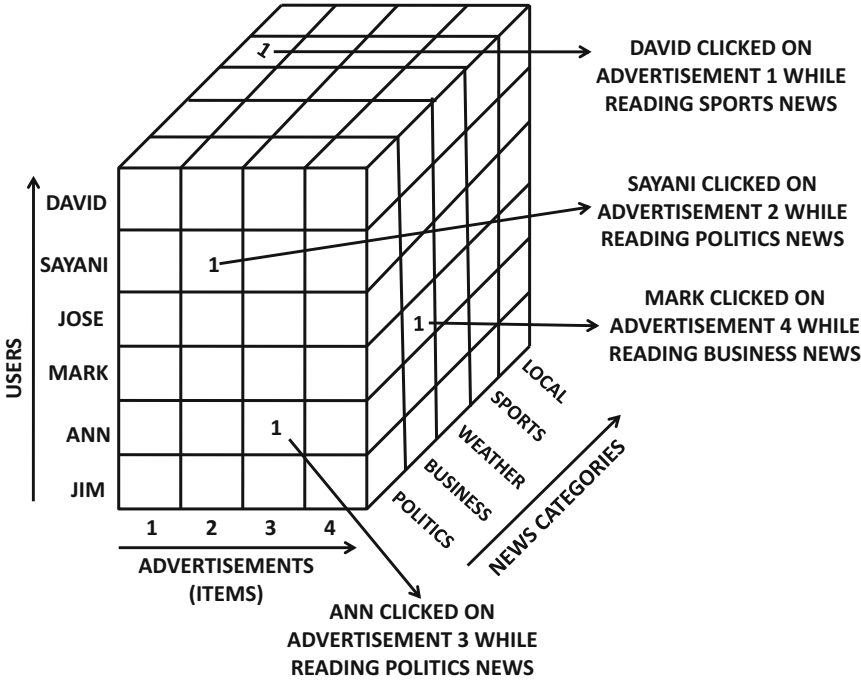 1
DAVID CLICKED ON
ADVERTISEMENT 1 WHILE
READING SPORTS NEWS
DAVID
SAYANI
JOSE
MARK
ANN
JIM
USERS
1
SAYANI CLICKED ON
ADVERTISEMENT 2 WHILE
READING POLITICS NEWS
1
MARK CLICKED ON
ADVERTISEMENT 4 WHILE
READING BUSINESS NEWS
1
LOCAL
SPORTS
WEATHER
BUSINESS
POLITICS
NEWS CATEGORIES
1 2 3 4
ADVERTISEMENTS
(ITEMS)
ANN CLICKED ON
ADVERTISEMENT 3 WHILE
READING POLITICS NEWS